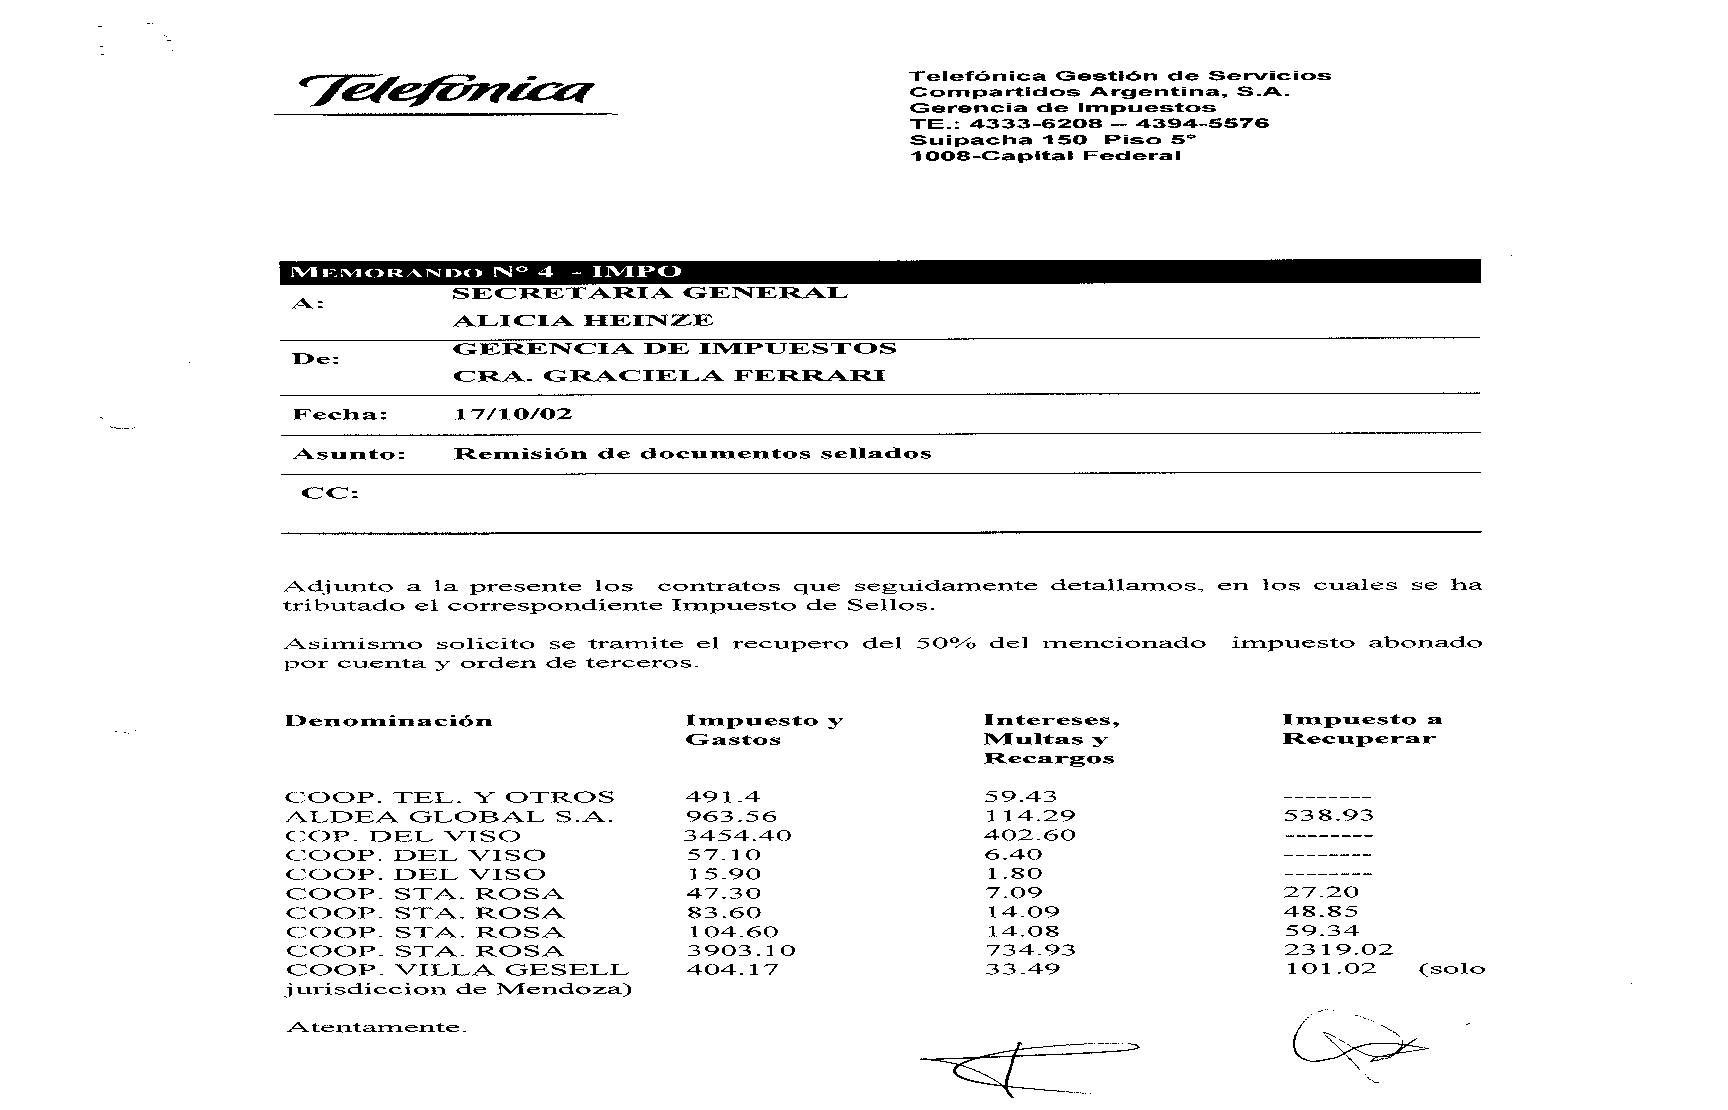 Telefónica
Telefónica Gestión de Servicios
Compartidos Argentina, S.A.
Gerencia de Impuestos
TE.: 4333-6208 – 4394-5576
Suipacha 150 Piso 5°
1008-Capital Federal
MEMORANDO N° 4 - IMPO
A: SECRETARIA GENERAL
ALICIA HEINZE
De: GERENCIA DE IMPUESTOS
CRA. GRACIELA FERRARI
Fecha: 17/10/02
Asunto: Remisión de documentos sellados
CC:
Adjunto a la presente los contratos que seguidamente detallamos, en los cuales se ha
tributado el correspondiente Impuesto de Sellos.
Asimismo solicito se tramite el recupero del 50% del mencionado impuesto abonado
por cuenta y orden de terceros.
Denominación Impuesto y Intereses, Impuesto a
Gastos Multas y Recuperar
Recargos
COOP. TEL. Y OTROS 491.4 59.43 --------
ALDEA GLOBAL S.A. 963.56 114.29 538.93
COP. DEL VISO 3454.40 402.60 --------
COOP. DEL VISO 57.10 6.40 --------
COOP. DEL VISO 15.90 1.80 --------
COOP. STA. ROSA 47.30 7.09 27.20
COOP. STA. ROSA 83.60 14.09 48.85
COOP. STA. ROSA 104.60 14.08 59.34
COOP. STA. ROSA 3903.10 734.93 2319.02
COOP. VILLA GESELL 404.17 33.49 101.02 (solo
jurisdiccion de Mendoza)
Atentamente.